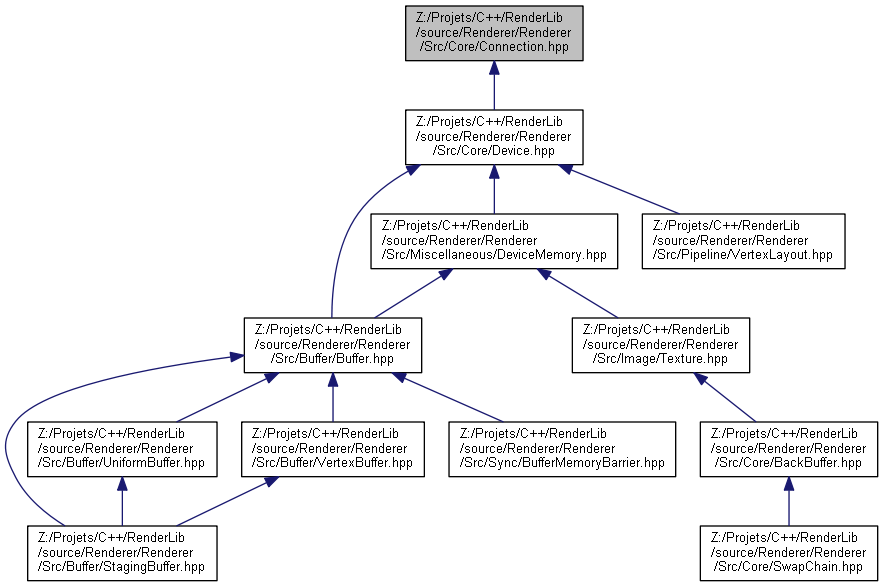 Z:/Projets/C++/RenderLib
/source/Renderer/Renderer
/Src/Core/Connection.hpp
Z:/Projets/C++/RenderLib
/source/Renderer/Renderer
/Src/Core/Device.hpp
Z:/Projets/C++/RenderLib
/source/Renderer/Renderer
/Src/Miscellaneous/DeviceMemory.hpp
Z:/Projets/C++/RenderLib
/source/Renderer/Renderer
/Src/Pipeline/VertexLayout.hpp
Z:/Projets/C++/RenderLib
/source/Renderer/Renderer
/Src/Buffer/Buffer.hpp
Z:/Projets/C++/RenderLib
/source/Renderer/Renderer
/Src/Image/Texture.hpp
Z:/Projets/C++/RenderLib
/source/Renderer/Renderer
/Src/Buffer/UniformBuffer.hpp
Z:/Projets/C++/RenderLib
/source/Renderer/Renderer
/Src/Buffer/VertexBuffer.hpp
Z:/Projets/C++/RenderLib
/source/Renderer/Renderer
/Src/Sync/BufferMemoryBarrier.hpp
Z:/Projets/C++/RenderLib
/source/Renderer/Renderer
/Src/Core/BackBuffer.hpp
Z:/Projets/C++/RenderLib
/source/Renderer/Renderer
/Src/Buffer/StagingBuffer.hpp
Z:/Projets/C++/RenderLib
/source/Renderer/Renderer
/Src/Core/SwapChain.hpp